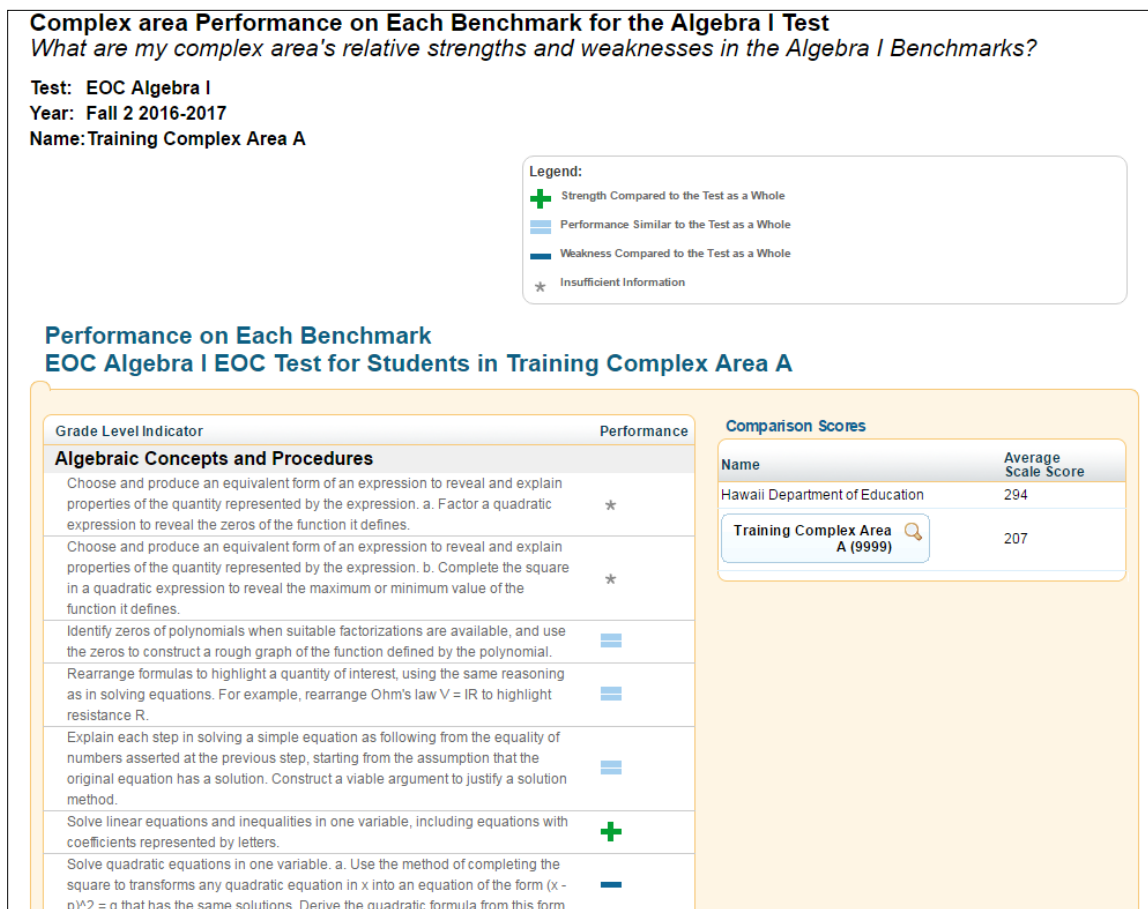 Complex area Performance on Each Benchmark for the Algebra I Test
What are my complex area's relative strengths and weaknesses in the Algebra I Benchmarks?
Test: EOC Algebra I
Year: Fall 2 2016-2017
Name:Training Complex Area A
Legend:
Strength Compared to the Test as a Whole
Performance Similar to the Test as a Whole
Weakness Compared to the Test as a Whole
* Insufficient Information
Performance on Each Benchmark
EOC Algebra I EOC Test for Students in Training Complex Area A
Grade Level Indicator Performance
Algebraic Concepts and Procedures
Choose and produce an equivalent form of an expression to reveal and explain
properties of the quantity represented by the expression. a. Factor a quadratic *
expression to reveal the zeros of the function it defines.
Choose and produce an equivalent form of an expression to reveal and explain
properties of the quantity represented by the expression. b. Complete the square *
in a quadratic expression to reveal the maximum or minimum value of the
function it defines.
Identify zeros of polynomials when suitable factorizations are available, and use
the zeros to construct a rough graph of the function defined by the polynomial.
Rearrange formulas to highlight a quantity of interest, using the same reasoning
as in solving equations. For example, rearrange Ohm's law V = IR to highlight
resistance R.
Explain each step in solving a simple equation as following from the equality of
numbers asserted at the previous step, starting from the assumption that the
original equation has a solution. Construct a viable argument to justify a solution
method.
Solve linear equations and inequalities in one variable, including equations with
coefficients represented by letters.
Solve quadratic equations in one variable. a. Use the method of completing the
square to transforms any quadratic equation in x into an equation of the form (x -
p)^2 = q that has the same solutions. Derive the quadratic formula from this form.
Comparison Scores
Name Average
Scale Score
Hawaii Department of Education 294
Training Complex Area
A (9999) 207